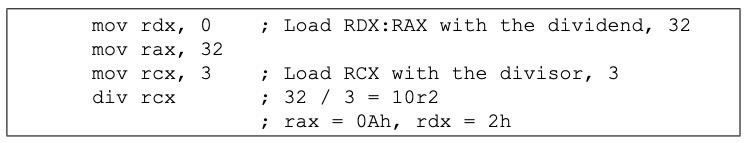 mov rdx, 0    ; Load RDX:RAX with the dividend, 32
mov rax, 32
mov rcx, 3    ; Load RCX with the divisor, 3
div rcx       ; 32 / 3 = 10r2
              ; rax = 0Ah, rdx = 2h